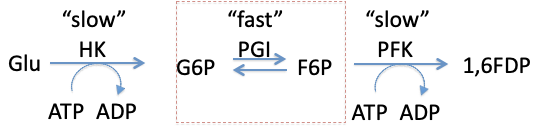 “slow” “fast” “slow”
HK PGI PFK
Glu G6P F6P 1,6FDP
ATP ADP ATP ADP